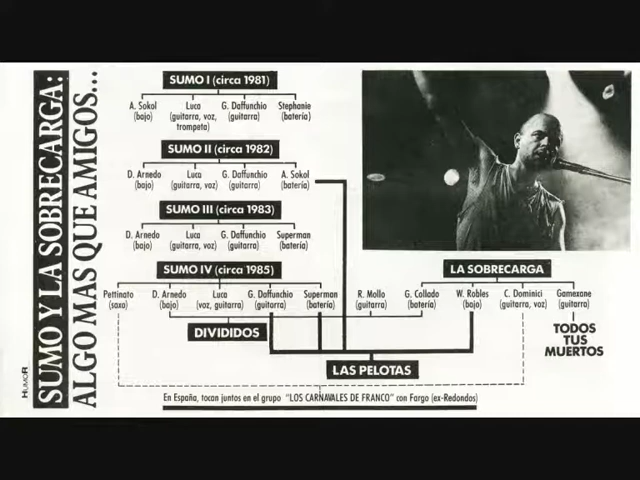 SUMO Y LA SOBRECARGA:
ALGO MAS QUE AMIGOS...
HUMOR
SUMO I (circa 1981)
A. Sokol (bajo)
Luca (guitarra, voz, trompeta)
G. Daffunchio (guitarra)
Stephanie (batería)
SUMO II (circa 1982)
D. Arnedo (bajo)
Luca (guitarra, voz)
G. Daffunchio (guitarra)
A. Sokol (batería)
SUMO III (circa 1983)
D. Arnedo (bajo)
Luca (guitarra, voz)
G. Daffunchio (guitarra)
Superman (batería)
SUMO IV (circa 1985)
Pettinato (saxo)
D. Arnedo (bajo)
Luca (voz, guitarra)
G. Daffunchio (guitarra)
Superman (batería)
R. Mollo (guitarra)
LA SOBRECARGA
G. Collado (batería)
W. Robles (bajo)
C. Dominici (guitarra, voz)
Gamexane (guitarra)
DIVIDIDOS
TODOS
TUS
MUERTOS
LAS PELOTAS
En España, tocan juntos en el grupo "LOS CARNAVALES DE FRANCO" con Fargo (ex-Redondos)